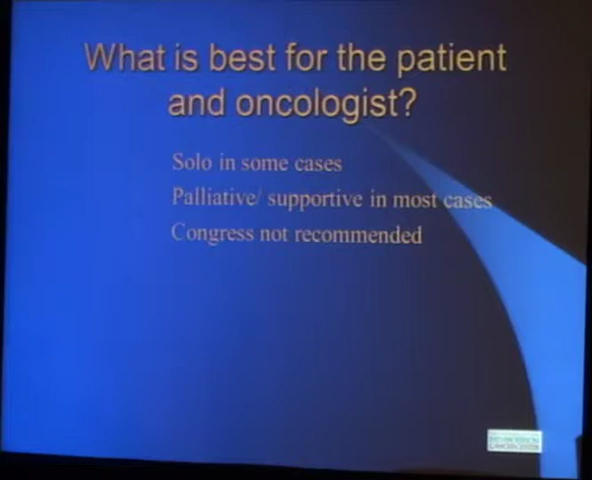 What is best for the patient
and oncologist?
Solo in some cases
Palliative/ supportive in most cases
Congress not recommended